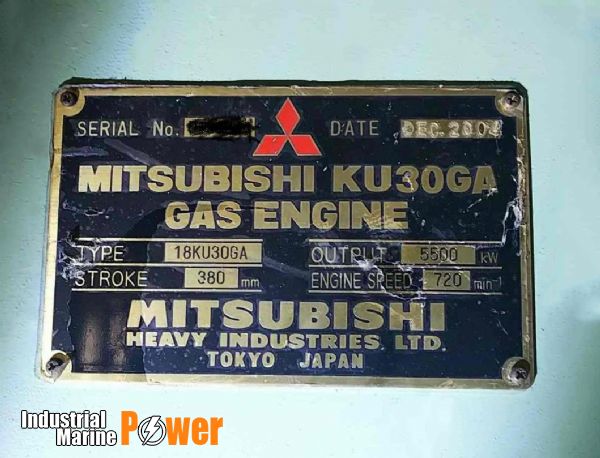 SERIAL No. DATE DEC. 2004
MITSUBISHI KU30GA
GAS ENGINE
TYPE 18KU30GA OUTPUT 5500 kW
STROKE 380 mm ENGINE SPEED 720 min⁻¹
MITSUBISHI
HEAVY INDUSTRIES LTD.
TOKYO JAPAN
Industrial
Marine Power